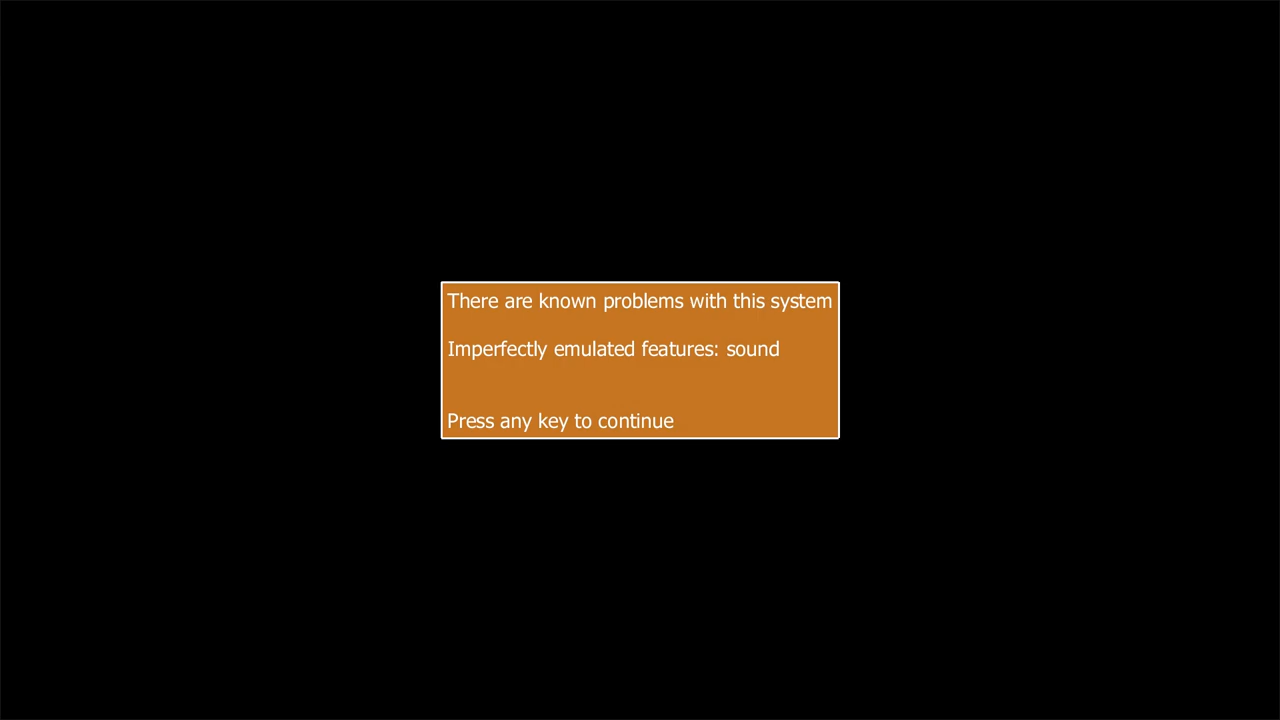 There are known problems with this system
Imperfectly emulated features: sound
Press any key to continue